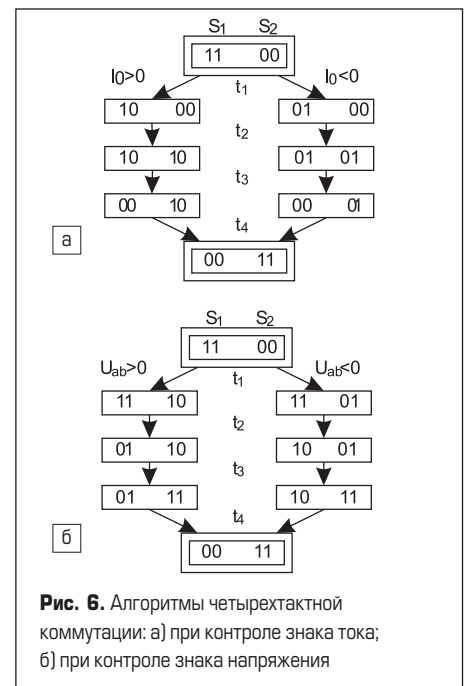 S1 S2
11 00
I0>0 I0<0
t1
10 00 01 00
t2
10 10 01 01
t3
00 10 00 01
t4
а
00 11
S1 S2
11 00
Uab>0 Uab<0
t1
11 10 11 01
t2
01 10 10 01
t3
01 11 10 11
t4
б
00 11
Рис. 6. Алгоритмы четырехтактной
коммутации: а) при контроле знака тока;
б) при контроле знака напряжения